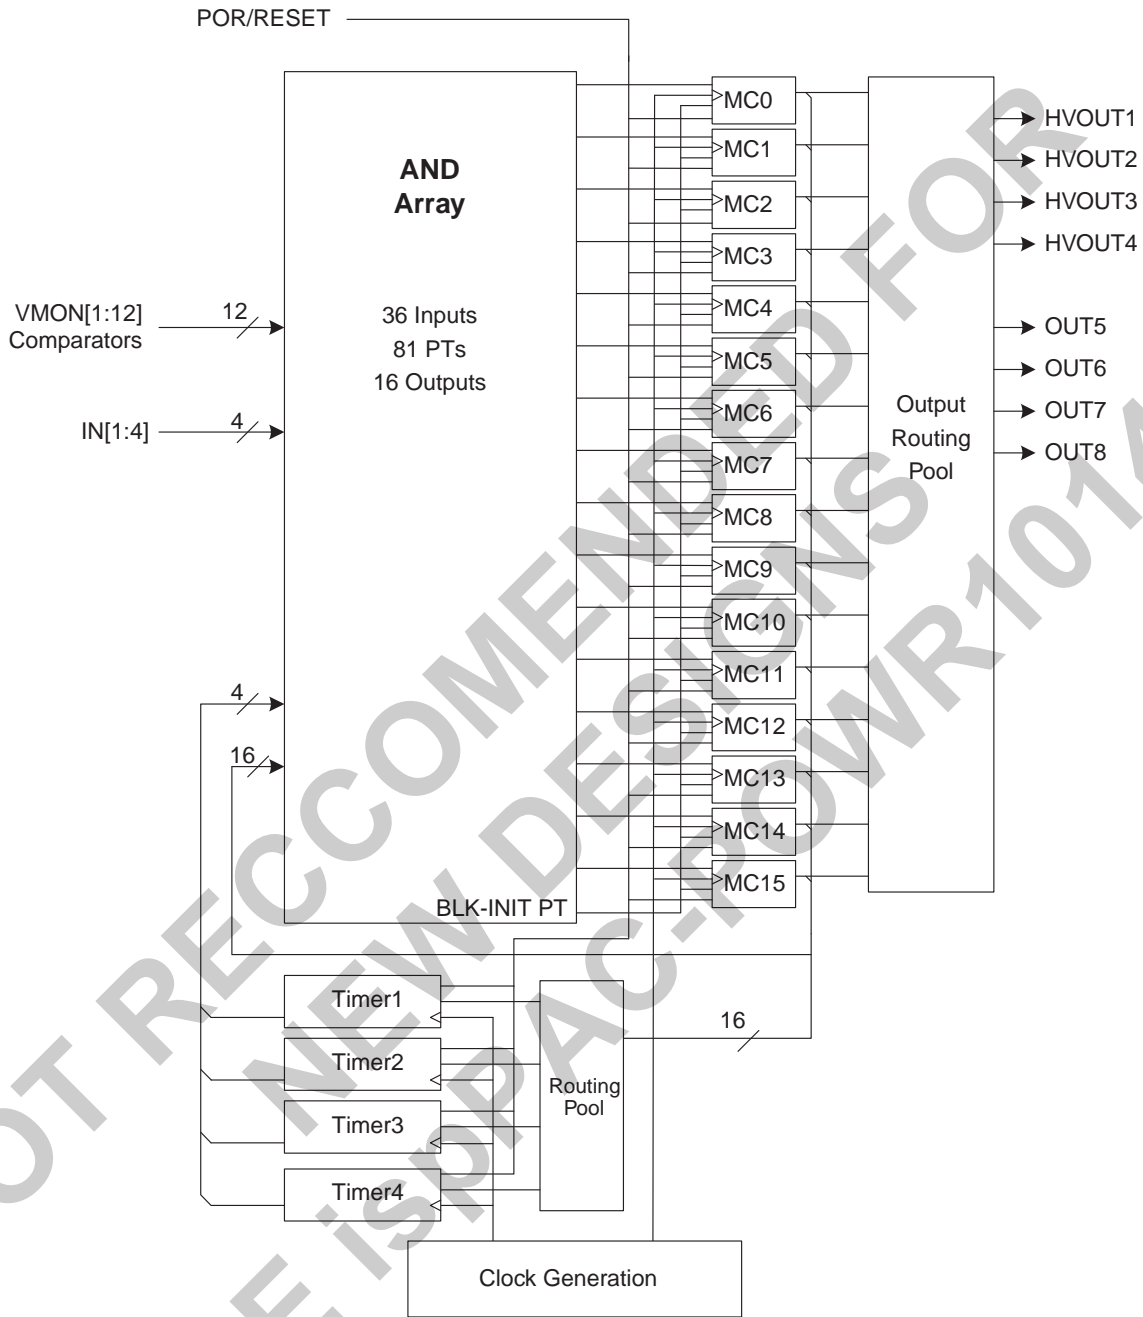 POR/RESET
AND
Array
36 Inputs
81 PTs
16 Outputs
VMON[1:12]
Comparators
12
IN[1:4]
4
4
16
BLK-INIT PT
MC0
MC1
MC2
MC3
MC4
MC5
MC6
MC7
MC8
MC9
MC10
MC11
MC12
MC13
MC14
MC15
Output
Routing
Pool
HVOUT1
HVOUT2
HVOUT3
HVOUT4
OUT5
OUT6
OUT7
OUT8
Timer1
Timer2
Timer3
Timer4
Routing
Pool
16
Clock Generation
OT RECCOMENDED FOR
NEW DESIGNS
E ispPAC-POWR1014